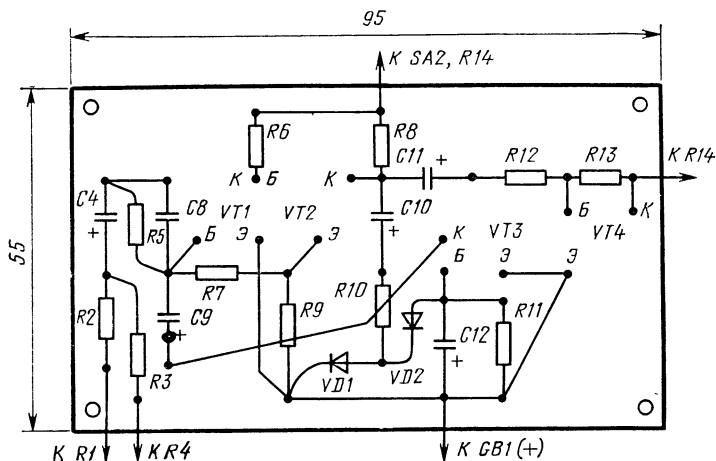 95
К SA2, R14
R6
R8
C11
+
R12
R13
К R14
К
Б
К
C4
C8
C10
Б
К
+
R5
Б
VT1
VT2
+
К
VT3
VT4
Э
Э
Б
Э
Э
55
R7
R10
R2
C9
R9
C12
R11
+
+
R3
VD1
VD2
К R1
К R4
К GB1 (+)